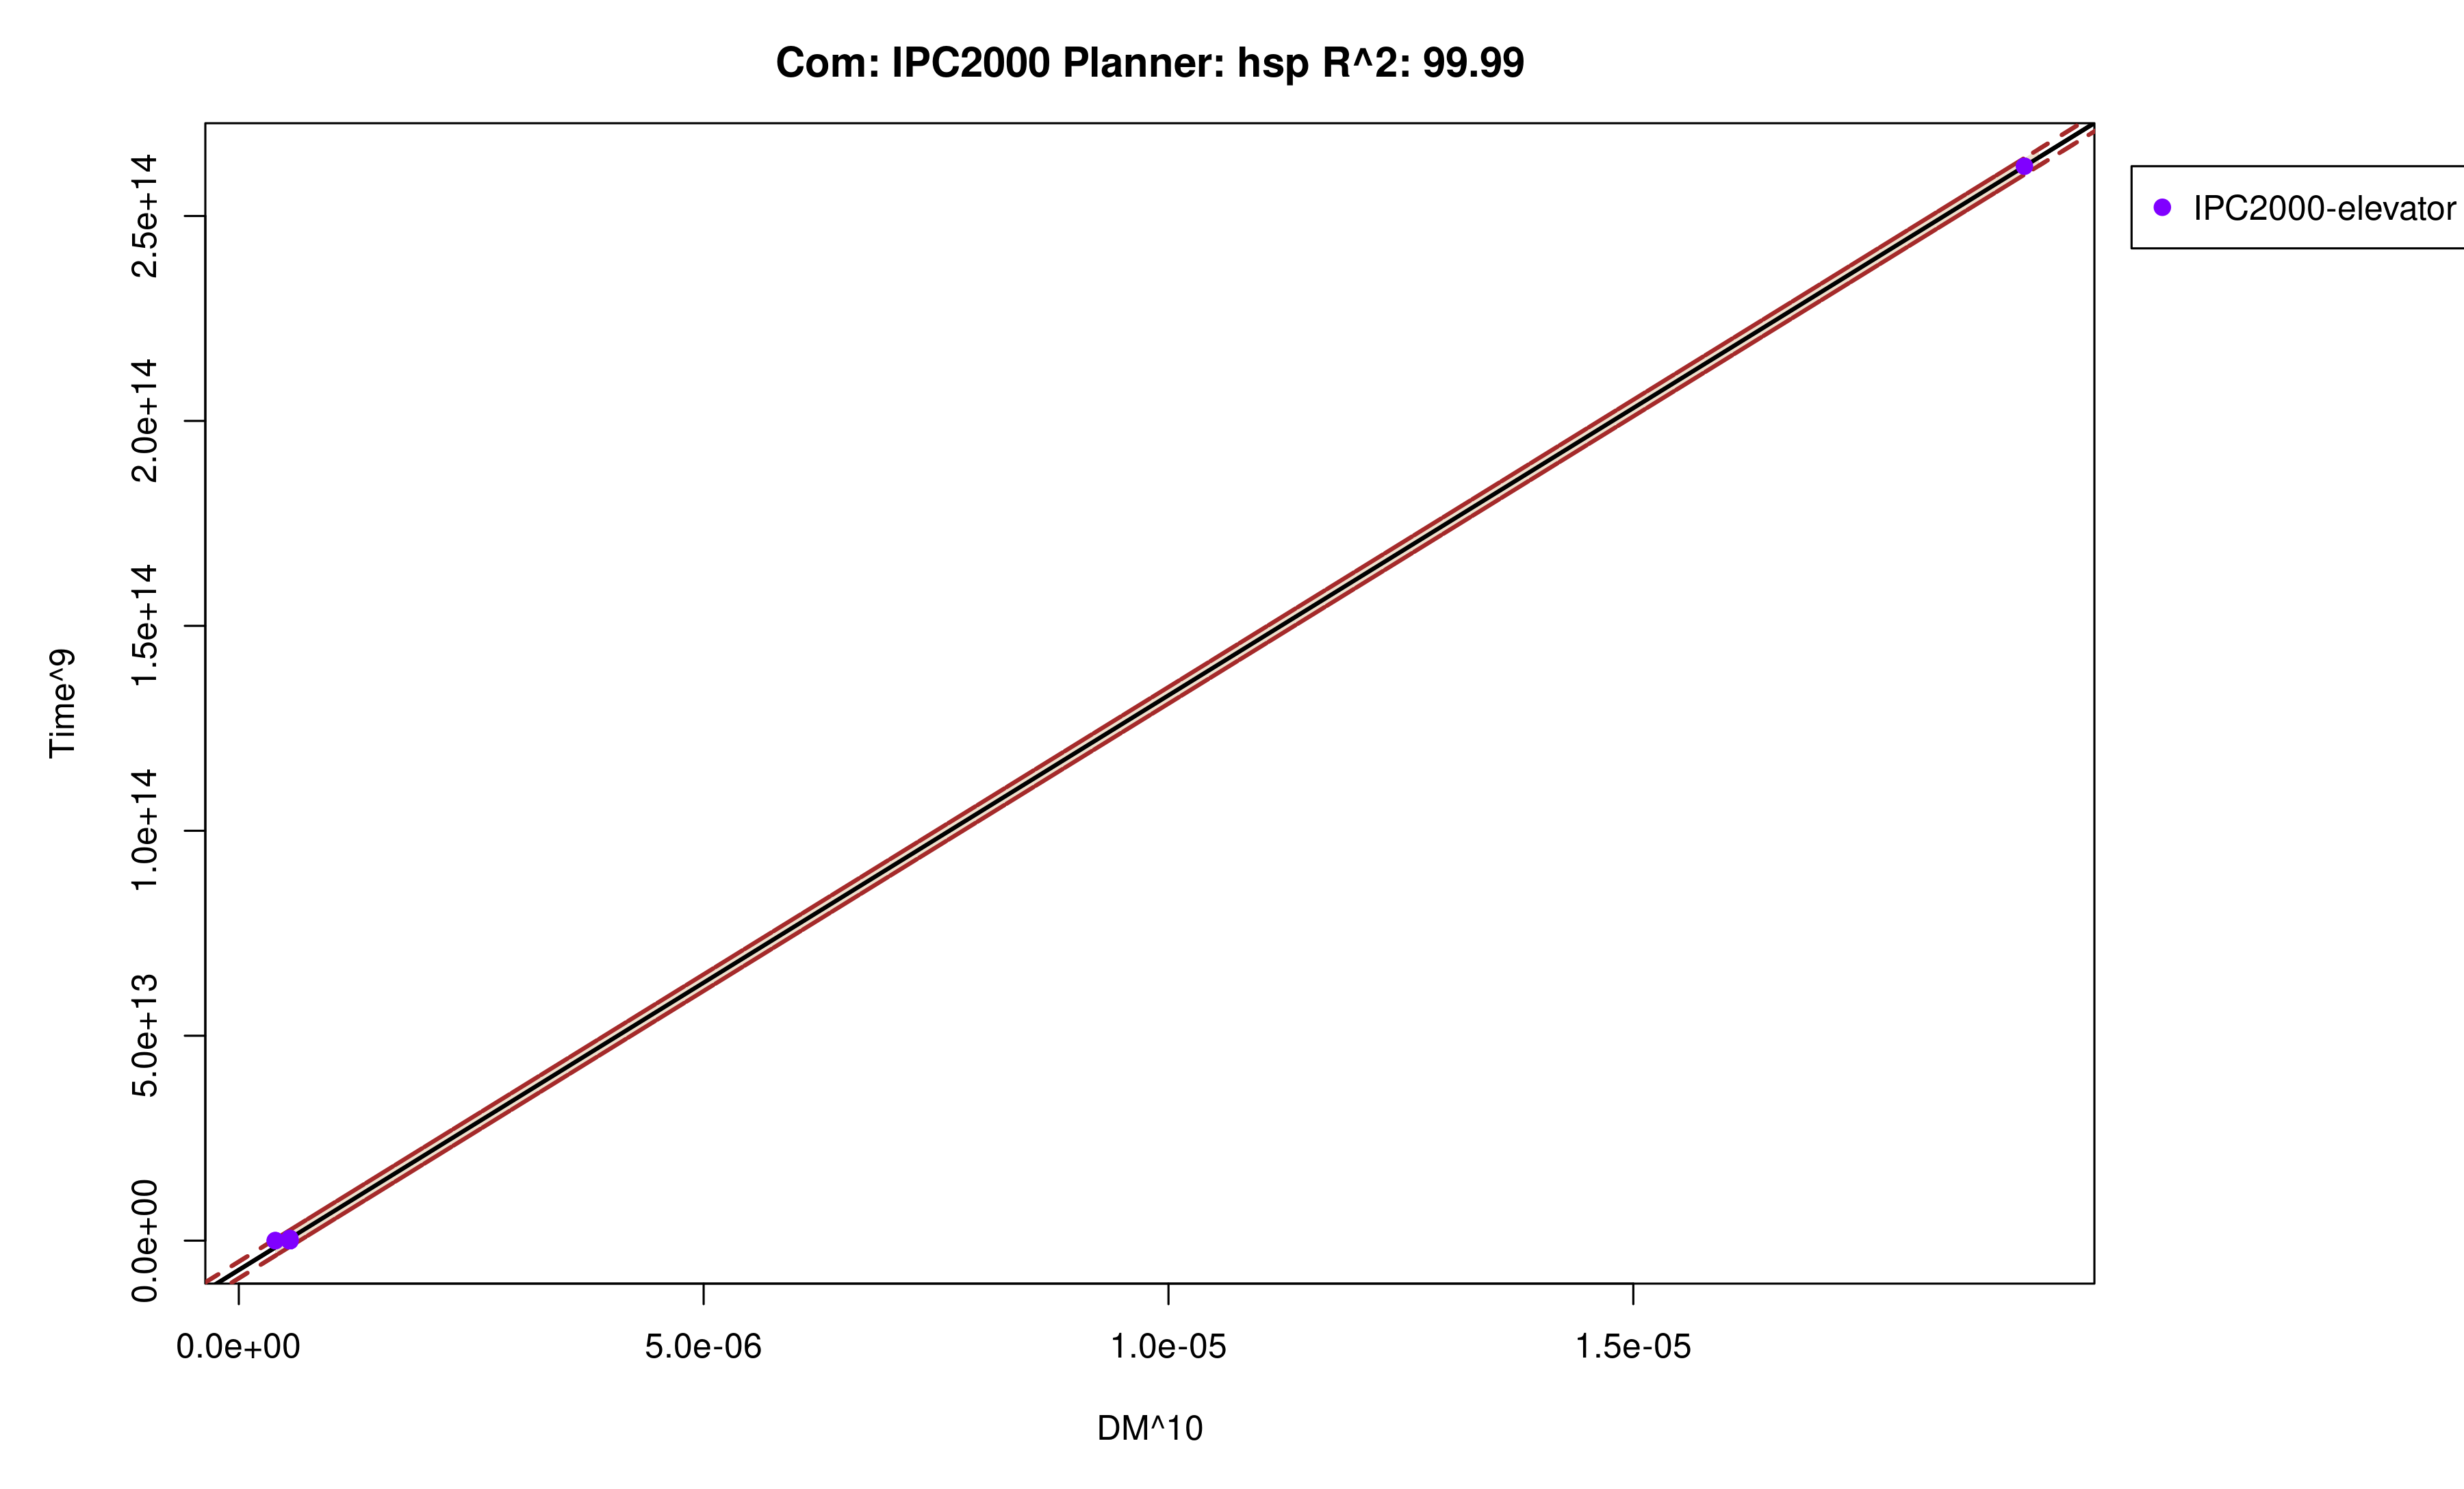 Com: IPC2000 Planner: hsp R^2: 99.99
IPC2000-elevator
Time^9
2.5e+14
2.0e+14
1.5e+14
1.0e+14
5.0e+13
0.0e+00
0.0e+00 5.0e-06 1.0e-05 1.5e-05
DM^10